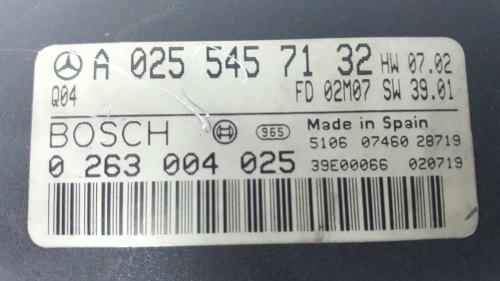 A 025 545 71 32 HW 07.02
Q04 FD 02M07 SW 39.01
BOSCH 965 Made in Spain
5106 07460 28719
0 263 004 025 39E00066 020719